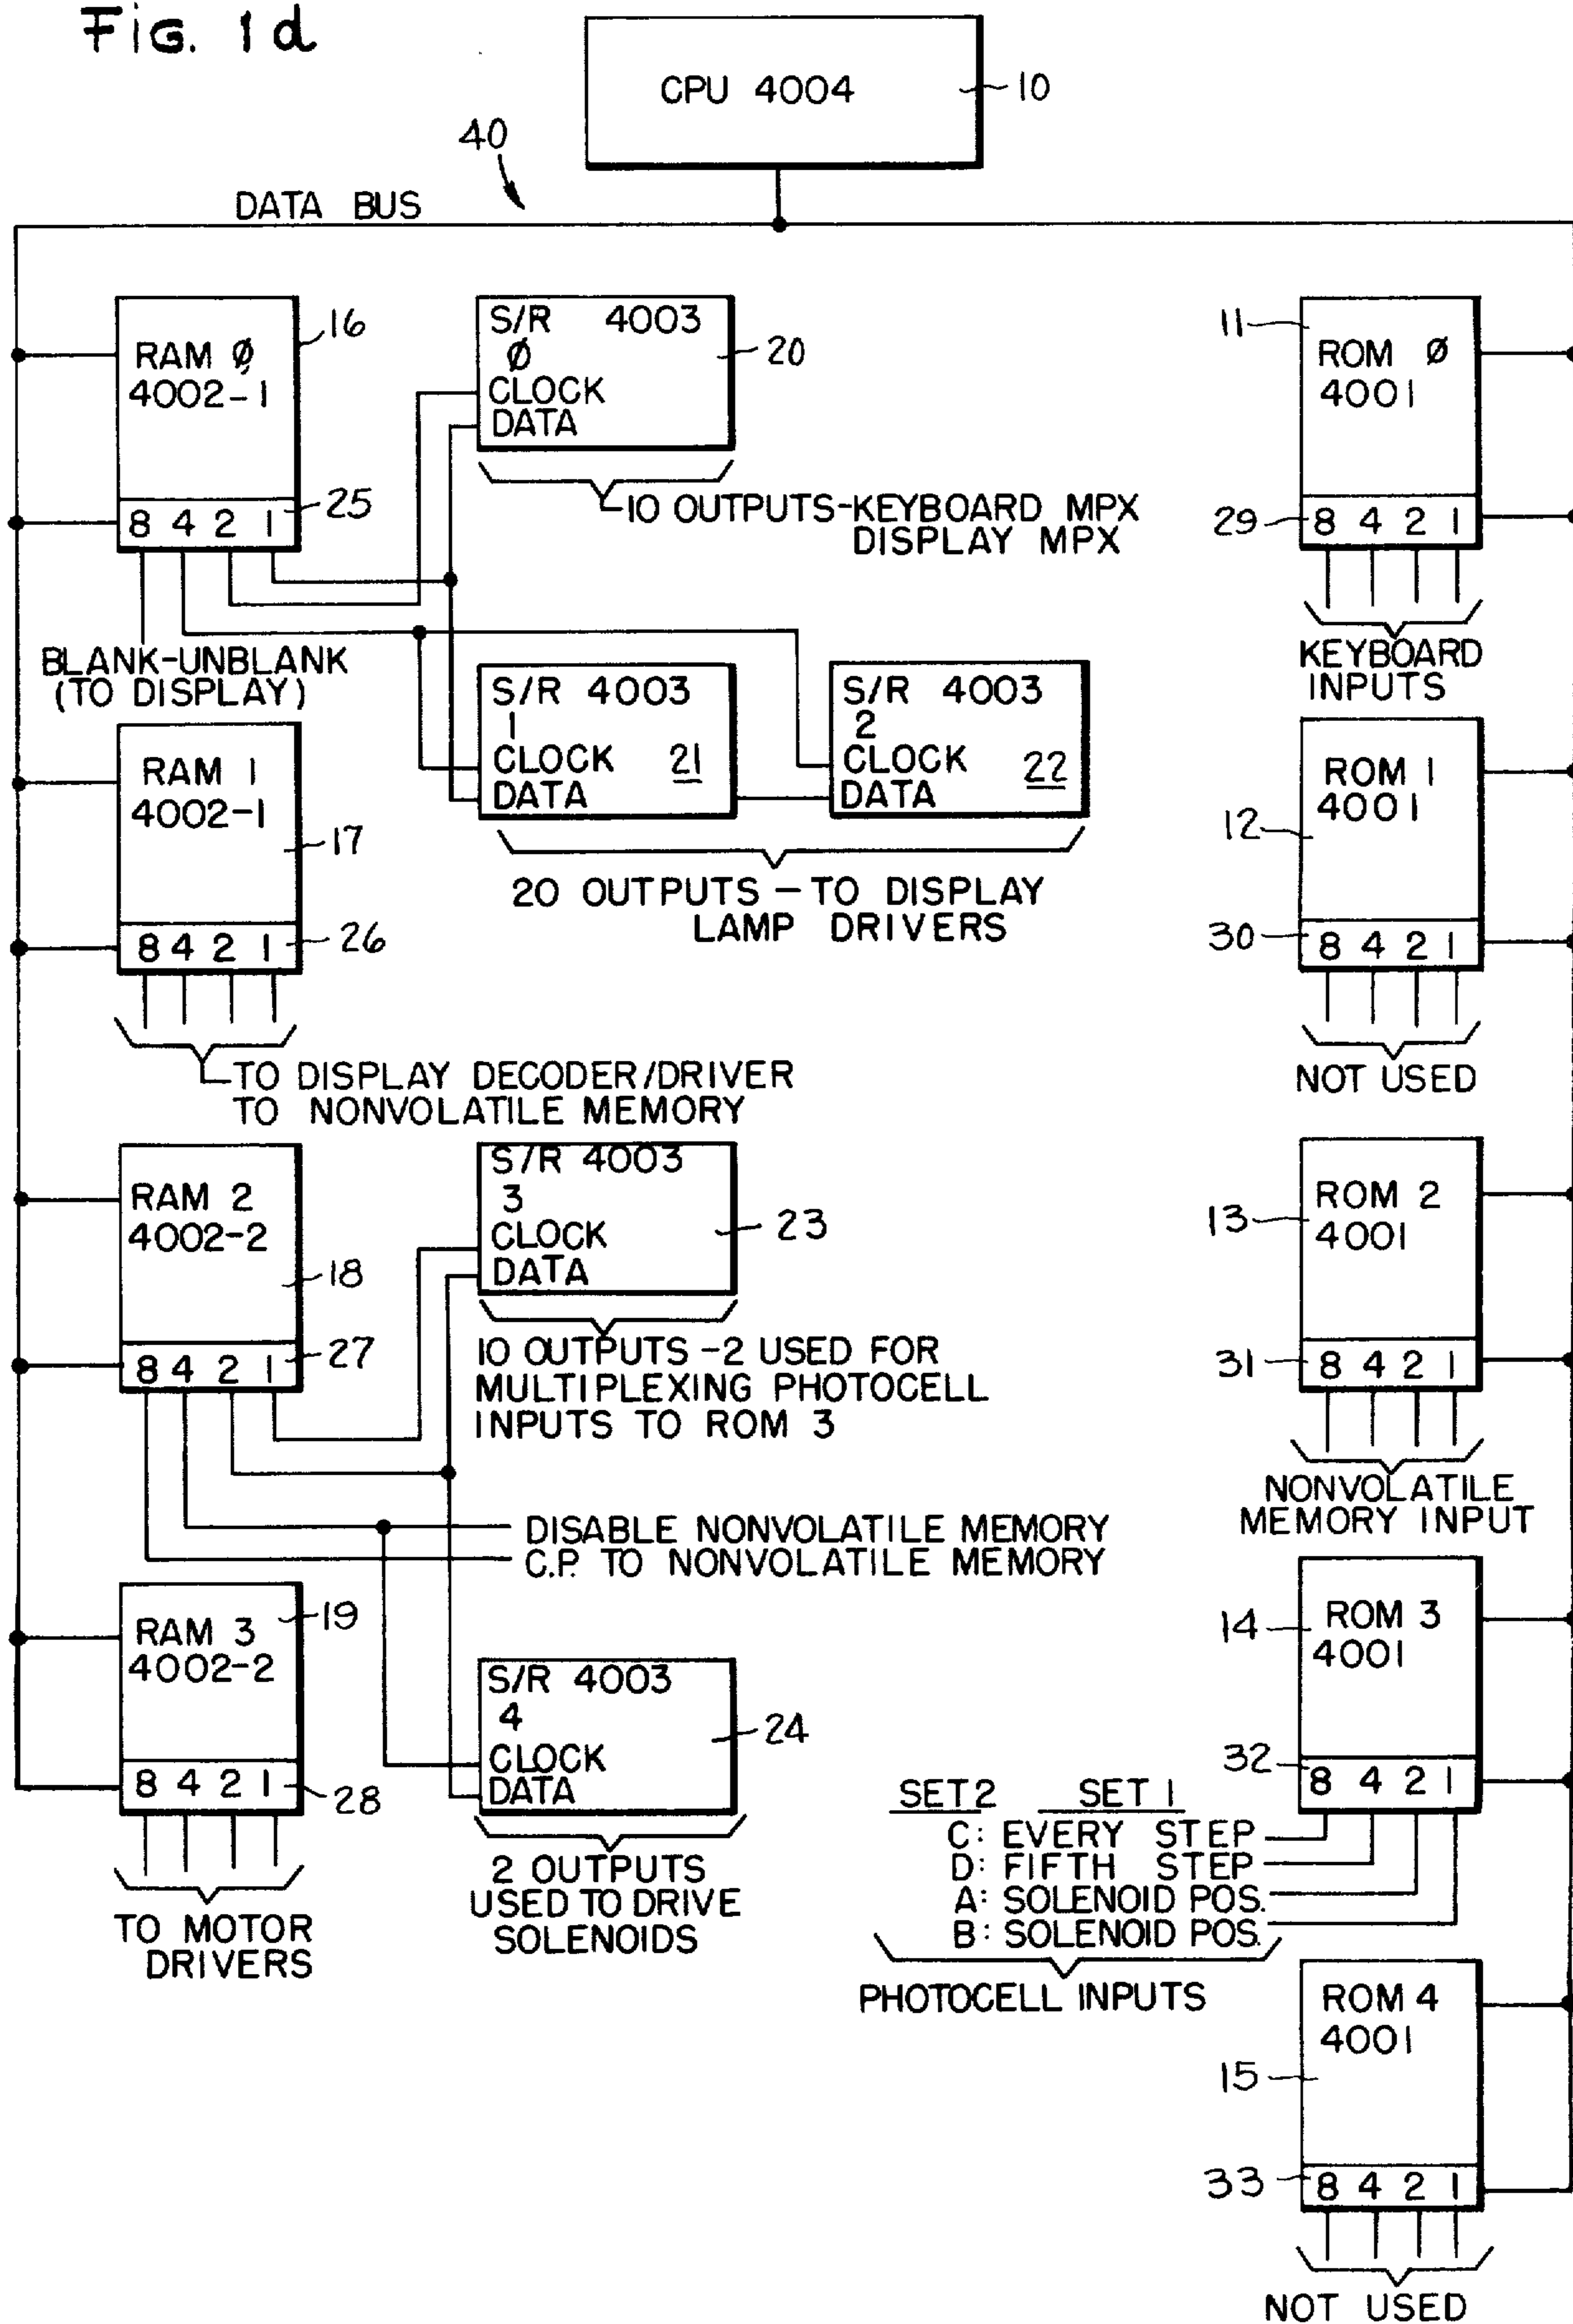 Fig. 1d
CPU 4004
10
40
DATA BUS
RAM Ø
4002-1
16
8 4 2 1
25
BLANK-UNBLANK
(TO DISPLAY)
S/R 4003
Ø
CLOCK
DATA
20
10 OUTPUTS-KEYBOARD MPX
DISPLAY MPX
S/R 4003
1
CLOCK
DATA
21
S/R 4003
2
CLOCK
DATA
22
20 OUTPUTS – TO DISPLAY
LAMP DRIVERS
RAM 1
4002-1
17
8 4 2 1
26
TO DISPLAY DECODER/DRIVER
TO NONVOLATILE MEMORY
RAM 2
4002-2
18
8 4 2 1
27
S/R 4003
3
CLOCK
DATA
23
10 OUTPUTS -2 USED FOR
MULTIPLEXING PHOTOCELL
INPUTS TO ROM 3
DISABLE NONVOLATILE MEMORY
C.P. TO NONVOLATILE MEMORY
RAM 3
4002-2
19
8 4 2 1
28
TO MOTOR
DRIVERS
S/R 4003
4
CLOCK
DATA
24
2 OUTPUTS
USED TO DRIVE
SOLENOIDS
11
ROM Ø
4001
29
8 4 2 1
KEYBOARD
INPUTS
12
ROM 1
4001
30
8 4 2 1
NOT USED
13
ROM 2
4001
31
8 4 2 1
NONVOLATILE
MEMORY INPUT
14
ROM 3
4001
32
8 4 2 1
SET 2 SET 1
C: EVERY STEP
D: FIFTH STEP
A: SOLENOID POS.
B: SOLENOID POS.
PHOTOCELL INPUTS
15
ROM 4
4001
33
8 4 2 1
NOT USED